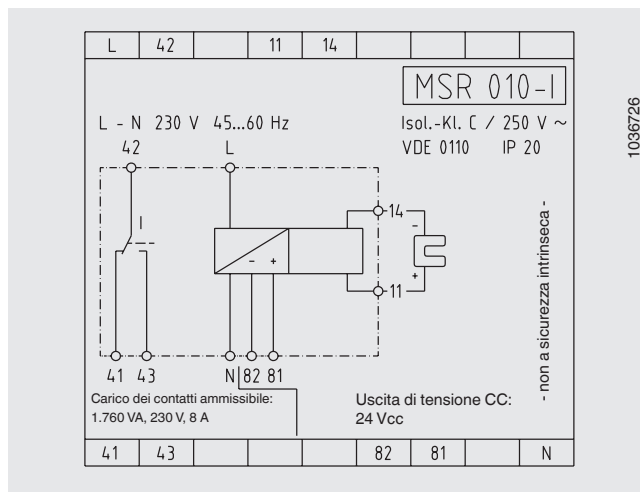 L 42 11 14
MSR 010-I
L - N 230 V 45...60 Hz
Isol.-Kl. C / 250 V ~
VDE 0110 IP 20
42 L
I
14
-
- +
+
11
41 43 N 82 81
Carico dei contatti ammissibile:
1.760 VA, 230 V, 8 A
Uscita di tensione CC:
24 Vcc
- non a sicurezza intrinseca -
41 43 82 81 N
1036726